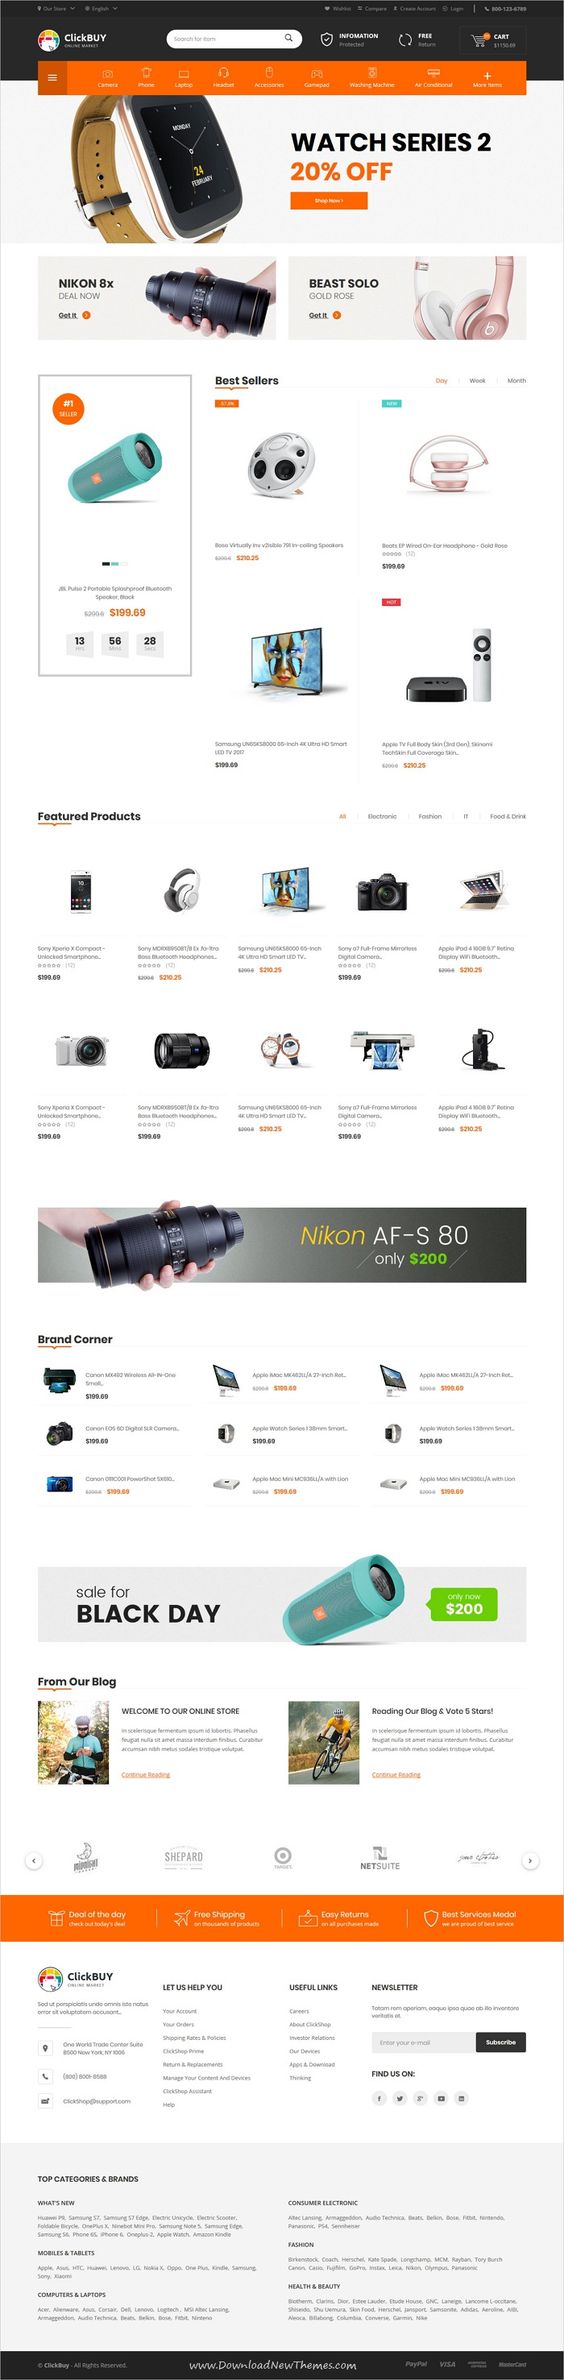 Our Store English Wishlist Compare Create Account Login 800-123-6789
ClickBUY
ONLINE MARKET
Search for item
INFOMATION
Protected
FREE
Return
CART
$1150.69
Camera Phone Laptop Headset Accessories Gamepad Washing Machine Air Conditional More Items
MONDAY
24
FEBRUARY
WATCH SERIES 2
20% OFF
Shop Now >
NIKON 8x
DEAL NOW
Get It
BEAST SOLO
GOLD ROSE
Get It
#1
SELLER
JBL Pulse 2 Portable Splashproof Bluetooth
Speaker, Black
$299.6 $199.69
13 56 28
Hrs Mins Secs
Best Sellers
Day Week Month
NEW
Bose Virtually Inv v2isible 791 In-ceiling Speakers
$299.6 $210.25
Beats EP Wired On-Ear Headphone - Gold Rose
(12)
$199.69
HOT
Samsung UN65KS8000 65-Inch 4K Ultra HD Smart
LED TV 2017
$199.69
Apple TV Full Body Skin (3rd Gen), Skinomi
TechSkin Full Coverage Skin...
$299.6 $210.25
Featured Products
All Electronic Fashion IT Food & Drink
Sony Xperia X Compact -
Unlocked Smartphone...
(12)
$199.69
Sony MDRXB950BT/B Ex-fa-1tra
Bass Bluetooth Headphones...
(12)
$299.6 $210.25
Samsung UN65KS8000 65-Inch
4K Ultra HD Smart LED TV...
$299.6 $210.25
Sony a7 Full-Frame Mirrorless
Digital Camera...
(12)
$199.69
Apple iPad 4 16GB 9.7" Retina
Display WiFi Bluetooth...
$299.6 $210.25
Sony Xperia X Compact -
Unlocked Smartphone...
(12)
$199.69
Sony MDRXB950BT/B Ex-fa-1tra
Bass Bluetooth Headphones...
(12)
$299.6 $210.25
Samsung UN65KS8000 65-Inch
4K Ultra HD Smart LED TV...
$299.6 $210.25
Sony a7 Full-Frame Mirrorless
Digital Camera...
(12)
$199.69
Apple iPad 4 16GB 9.7" Retina
Display WiFi Bluetooth...
$299.6 $210.25
Nikon AF-S 80
only $200
Brand Corner
Canon MX492 Wireless All-IN-One
Small...
$199.69
Apple iMac MK462LL/A 27-Inch Ret...
$299.6 $199.69
Apple iMac MK462LL/A 27-Inch Ret...
$299.6 $199.69
Canon EOS 6D Digital SLR Camera...
$199.69
Apple Watch Series 1 38mm Smart...
$199.69
Apple Watch Series 1 38mm Smart...
$199.69
Canon 0111C001 PowerShot SX610...
$299.6 $199.69
Apple Mac Mini MC936LL/A with Lion
$299.6 $199.69
Apple Mac Mini MC936LL/A with Lion
$299.6 $199.69
sale for
BLACK DAY
only now
$200
From Our Blog
WELCOME TO OUR ONLINE STORE
In scelerisque fermentum ipsum id lobortis. Phasellus
feugiat nulla sit amet massa interdum finibus. Curabitur
accumsan nibh metus sodales tristique volutpat.
Continue Reading
Reading Our Blog & Vote 5 Stars!
In scelerisque fermentum ipsum id lobortis. Phasellus
feugiat nulla sit amet massa interdum finibus. Curabitur
accumsan nibh metus sodales tristique volutpat.
Continue Reading
MIDNIGHT
SHEPARD
TARGET
NETSUITE
Deal of the day
check out today's deal
Free Shipping
on thousands of products
Easy Returns
on all purchases made
Best Services Medal
we are proud of best service
ClickBUY
ONLINE MARKET
Sed ut perspiciatis undo omnis iste natus
error sit voluptatem accusant...
One World Trade Center Suite
8500 New York, NY 1006
(800) 8001-8588
ClickShop@support.com
LET US HELP YOU
Your Account
Your Orders
Shipping Rates & Policies
ClickShop Prime
Return & Replacements
Manage Your Content And Devices
ClickShop Assistant
Help
USEFUL LINKS
Careers
About ClickShop
Investor Relations
Our Devices
Apps & Download
Thinking
NEWSLETTER
Totam rem aperiam, eaque ipsa quae ab illo inventore
veritatis et.
Enter your e-mail Subscribe
FIND US ON:
TOP CATEGORIES & BRANDS
WHAT'S NEW
Huawei P9, Samsung S7, Samsung S7 Edge, Electric Unicycle, Electric Scooter,
Foldable Bicycle, OnePlus X, Ninebot Mini Pro, Samsung Note 5, Samsung Edge,
Samsung S6, Phone 6S, iPhone 6, Oneplus-2, Apple Watch, Amazon Kindle
MOBILES & TABLETS
Apple, Asus, HTC, Huawei, Lenovo, LG, Nokia X, Oppo, One Plus, Kindle, Samsung,
Sony, Xiaomi
COMPUTERS & LAPTOPS
Acer, Alienware, Asus, Corsair, Dell, Lenovo, Logitech , MSI Altec Lansing,
Armaggeddon, Audio Technica, Beats, Belkin, Bose, Fitbit, Ninteno
CONSUMER ELECTRONIC
Altec Lansing, Armaggeddon, Audio Technica, Beats, Belkin, Bose, Fitbit, Nintendo,
Panasonic, PS4, Sennheiser
FASHION
Birkenstock, Coach, Herschel, Kate Spade, Longchamp, MCM, Rayban, Tory Burch
Canon, Casio, Fujifilm, GoPro, Instax, Leica, Nikon, Olympus, Panasonic
HEALTH & BEAUTY
Biotherm, Clarins, Dior, Estee Lauder, Etude House, GNC, Laneige, Lancome L-occitane,
Shiseido, Shu Uemura, Skin Food, Herschel, Jansport, Samsonite, Adidas, Aeroline, AIBI,
Aleoca, Billabong, Columbia, Converse, Garmin, Nike
© ClickBuy - All Rights Reserved.
www.DownloadNewThemes.com
PayPal VISA MasterCard